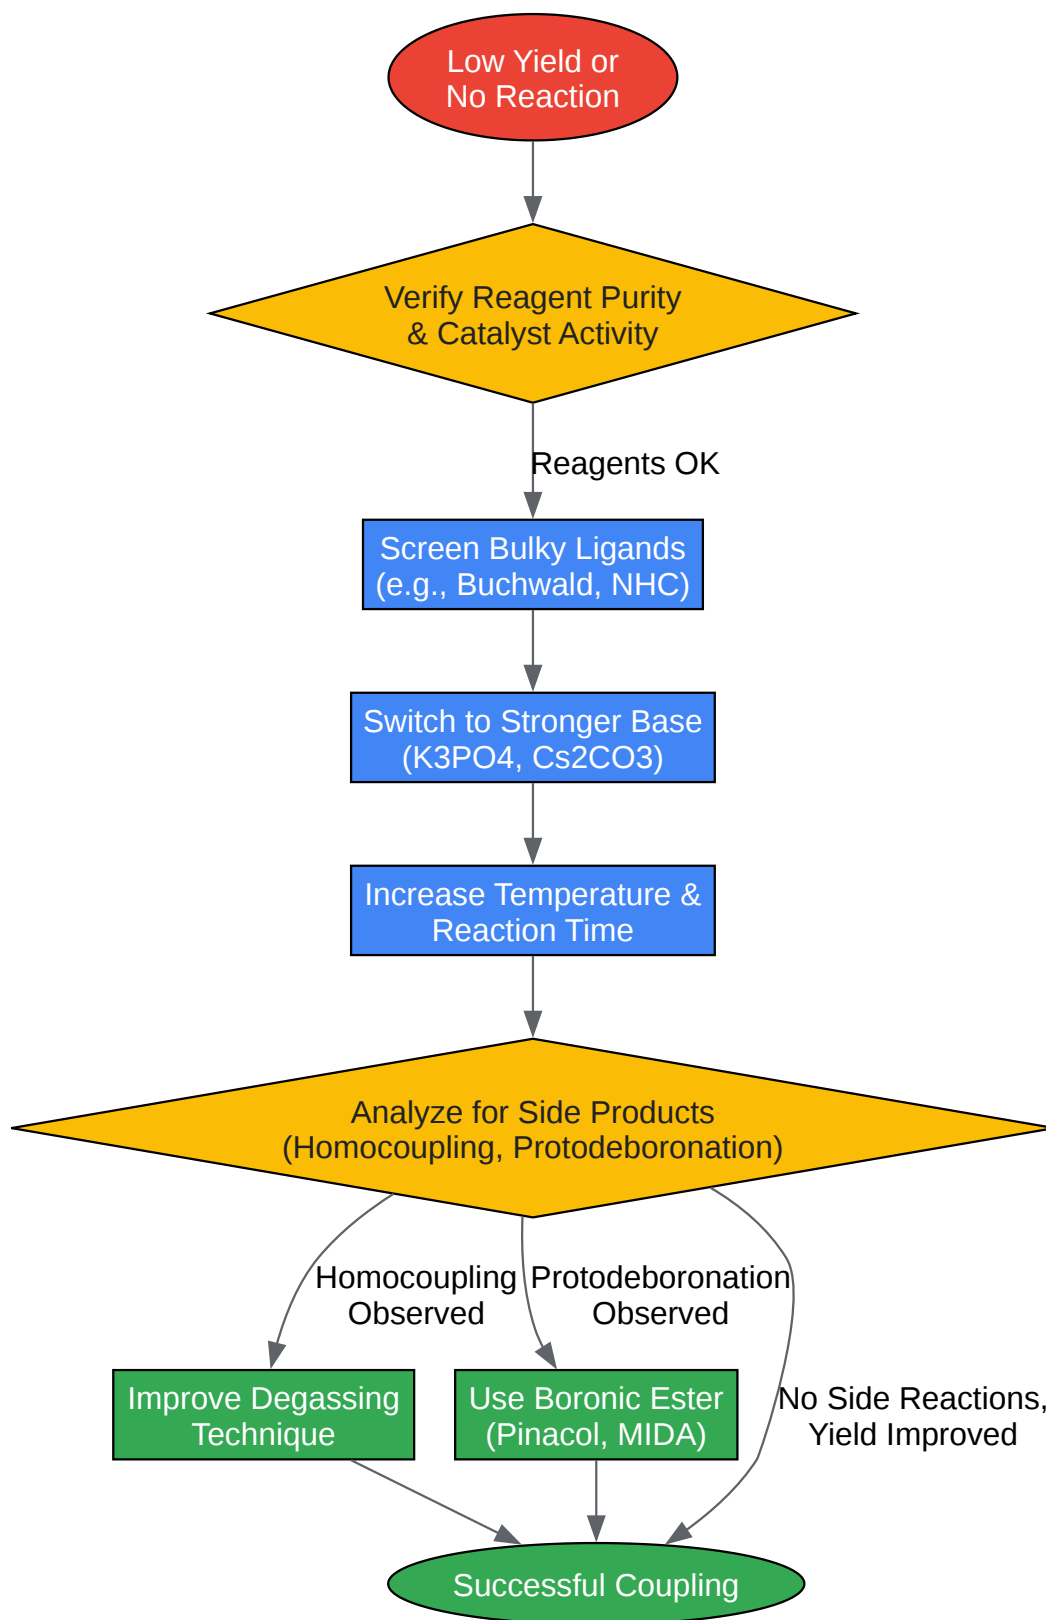 Low Yield or
No Reaction
Verify Reagent Purity
& Catalyst Activity
Reagents OK
Screen Bulky Ligands
(e.g., Buchwald, NHC)
Switch to Stronger Base
(K3PO4, Cs2CO3)
Increase Temperature &
Reaction Time
Analyze for Side Products
(Homocoupling, Protodeboronation)
Homocoupling
Observed
Protodeboronation
Observed
No Side Reactions,
Yield Improved
Improve Degassing
Technique
Use Boronic Ester
(Pinacol, MIDA)
Successful Coupling